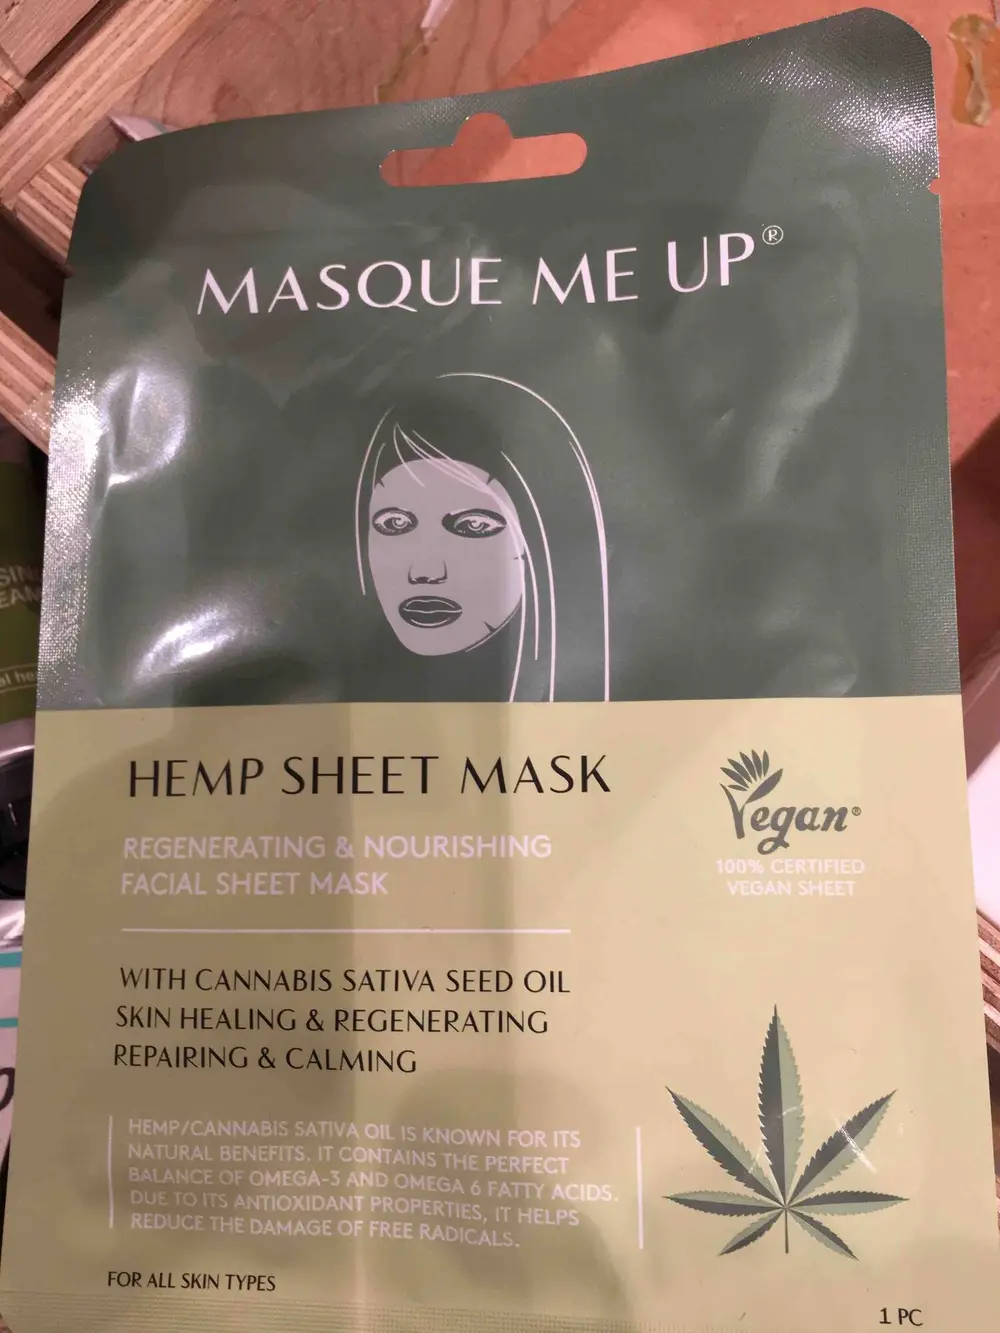 MASQUE ME UP®
HEMP SHEET MASK
REGENERATING & NOURISHING
FACIAL SHEET MASK
Vegan®
100% CERTIFIED
VEGAN SHEET
WITH CANNABIS SATIVA SEED OIL
SKIN HEALING & REGENERATING
REPAIRING & CALMING
HEMP/CANNABIS SATIVA OIL IS KNOWN FOR ITS
NATURAL BENEFITS. IT CONTAINS THE PERFECT
BALANCE OF OMEGA-3 AND OMEGA 6 FATTY ACIDS.
DUE TO ITS ANTIOXIDANT PROPERTIES, IT HELPS
REDUCE THE DAMAGE OF FREE RADICALS.
FOR ALL SKIN TYPES
1 PC